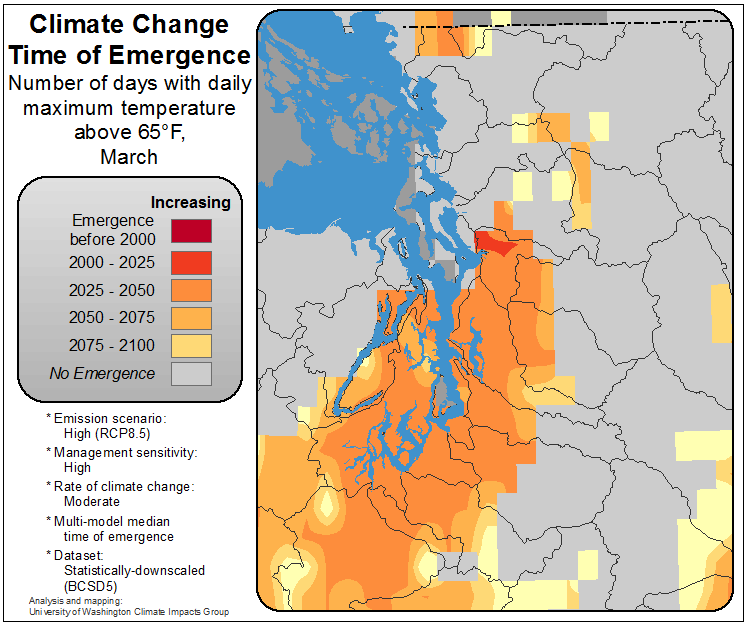 Climate Change
Time of Emergence
Number of days with daily
maximum temperature
above 65°F,
March
Increasing
Emergence
before 2000
2000 - 2025
2025 - 2050
2050 - 2075
2075 - 2100
No Emergence
* Emission scenario:
High (RCP8.5)
* Management sensitivity:
High
* Rate of climate change:
Moderate
* Multi-model median
time of emergence
* Dataset:
Statistically-downscaled
(BCSD5)
Analysis and mapping:
University of Washington Climate Impacts Group